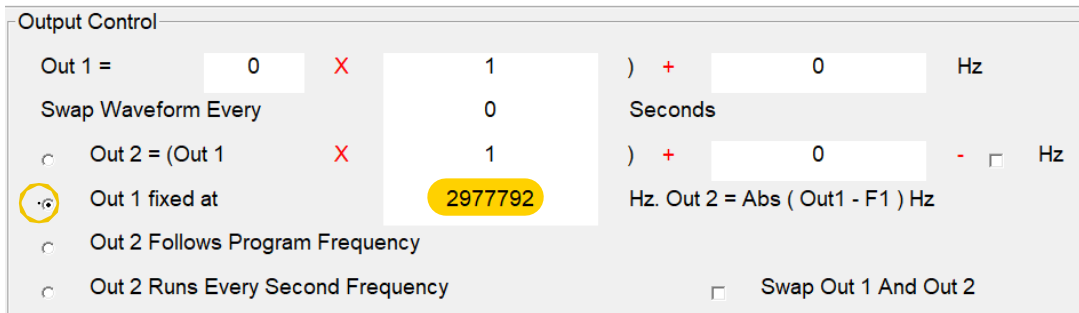 Output Control
Out 1 = 0 X 1 ) + 0 Hz
Swap Waveform Every 0 Seconds
Out 2 = (Out 1 X 1 ) + 0 - Hz
Out 1 fixed at 2977792 Hz. Out 2 = Abs ( Out1 - F1 ) Hz
Out 2 Follows Program Frequency
Out 2 Runs Every Second Frequency Swap Out 1 And Out 2